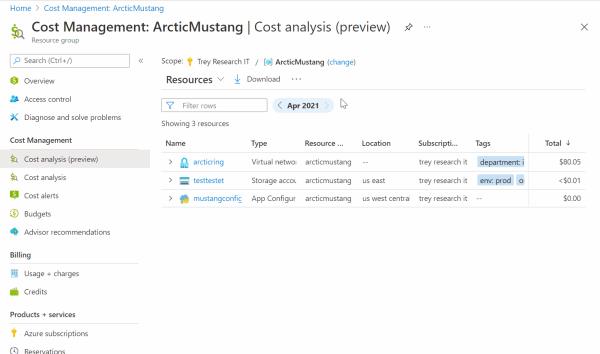 Home > Cost Management: ArcticMustang
Cost Management: ArcticMustang | Cost analysis (preview)
Resource group
Search (Ctrl+/)
Overview
Access control
Diagnose and solve problems
Cost Management
Cost analysis (preview)
Cost analysis
Cost alerts
Budgets
Advisor recommendations
Billing
Usage + charges
Credits
Products + services
Azure subscriptions
Reservations
Scope: Trey Research IT / ArcticMustang (change)
Resources Download ...
Filter rows < Apr 2021 >
Showing 3 resources
Name Type Resource ... Location Subscripti... Tags Total ↓
arcticring Virtual netwo arcticmustang -- trey research it department: i $80.05
testtestet Storage accou arcticmustang us east trey research it env: prod o <$0.01
mustangconfig App Configur arcticmustang us west centra trey research it -- $0.00